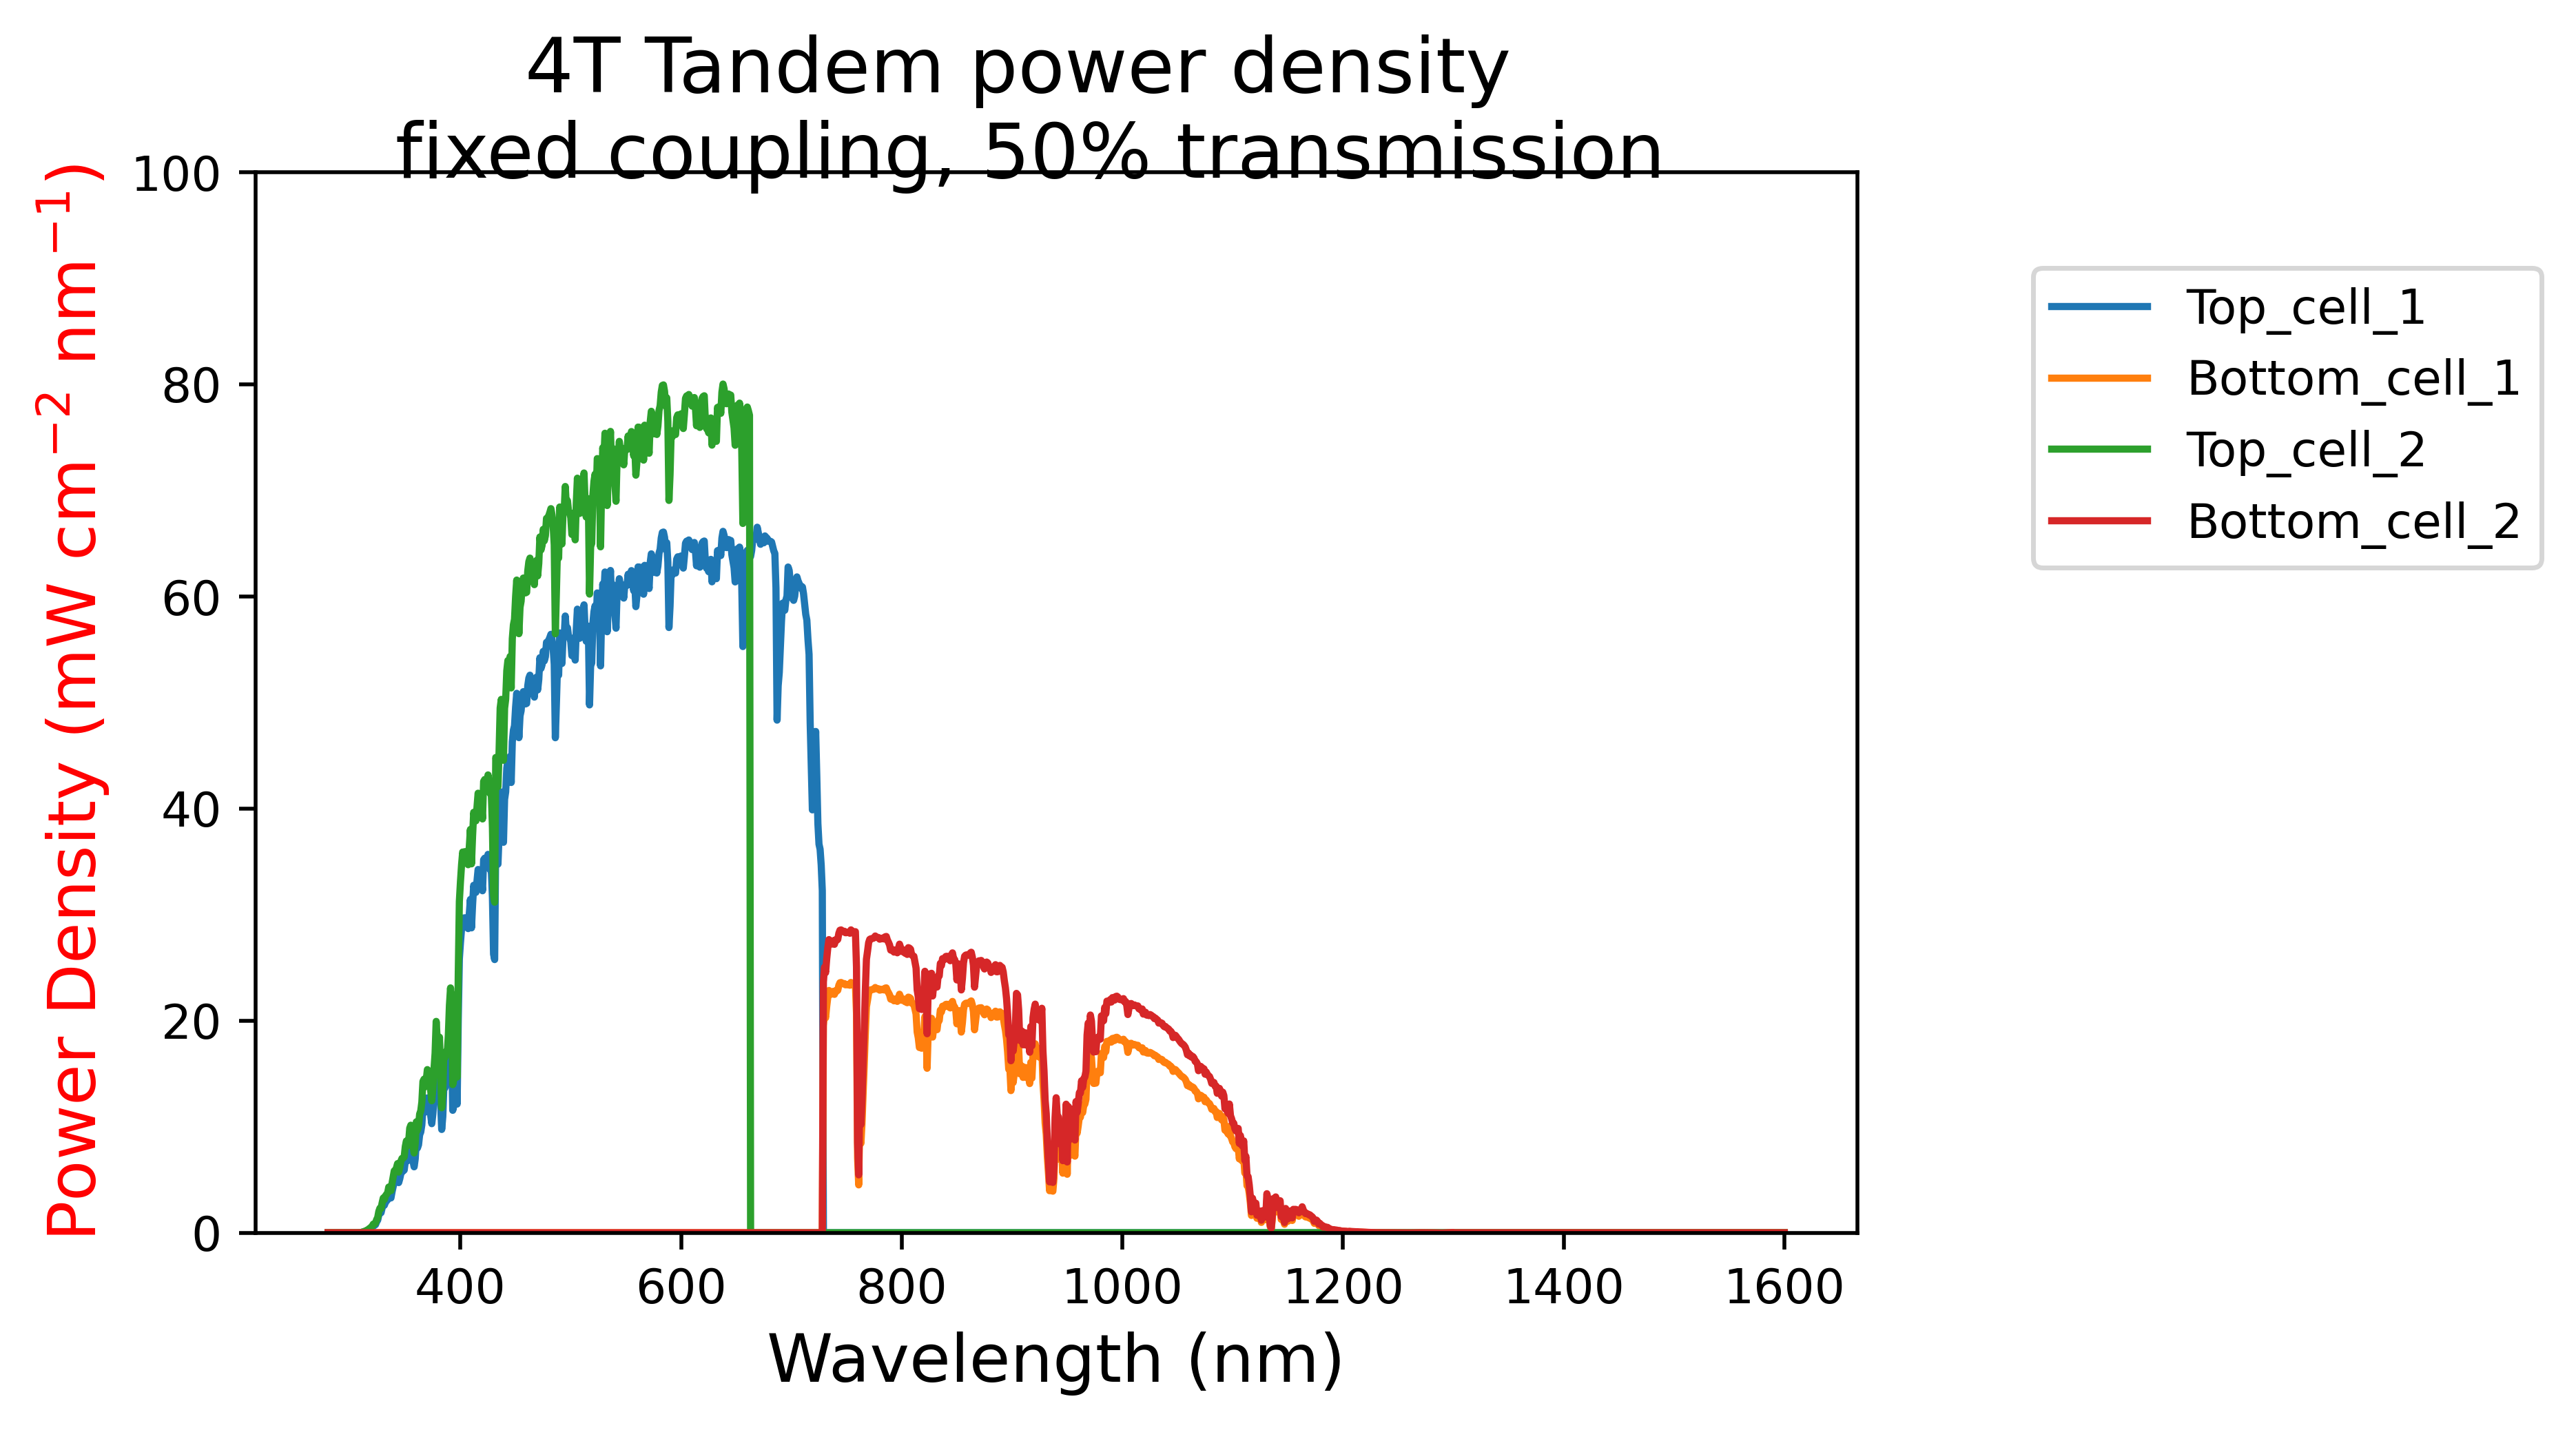 4T Tandem power density
fixed coupling, 50% transmission
Power Density (mW cm⁻² nm⁻¹)
100
80
60
40
20
0
400 600 800 1000 1200 1400 1600
Wavelength (nm)
Top_cell_1
Bottom_cell_1
Top_cell_2
Bottom_cell_2